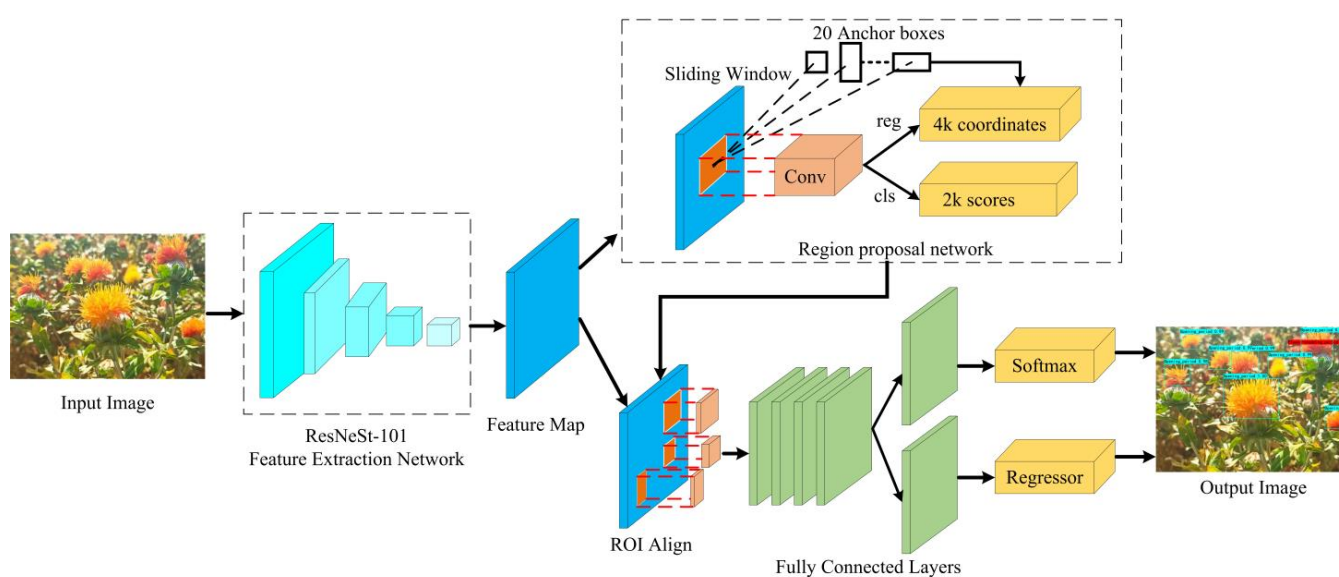 20 Anchor boxes
Sliding Window
reg
4k coordinates
Conv
cls
2k scores
Region proposal network
Input Image
ResNeSt-101
Feature Extraction Network
Feature Map
ROI Align
Fully Connected Layers
Softmax
Regressor
Output Image